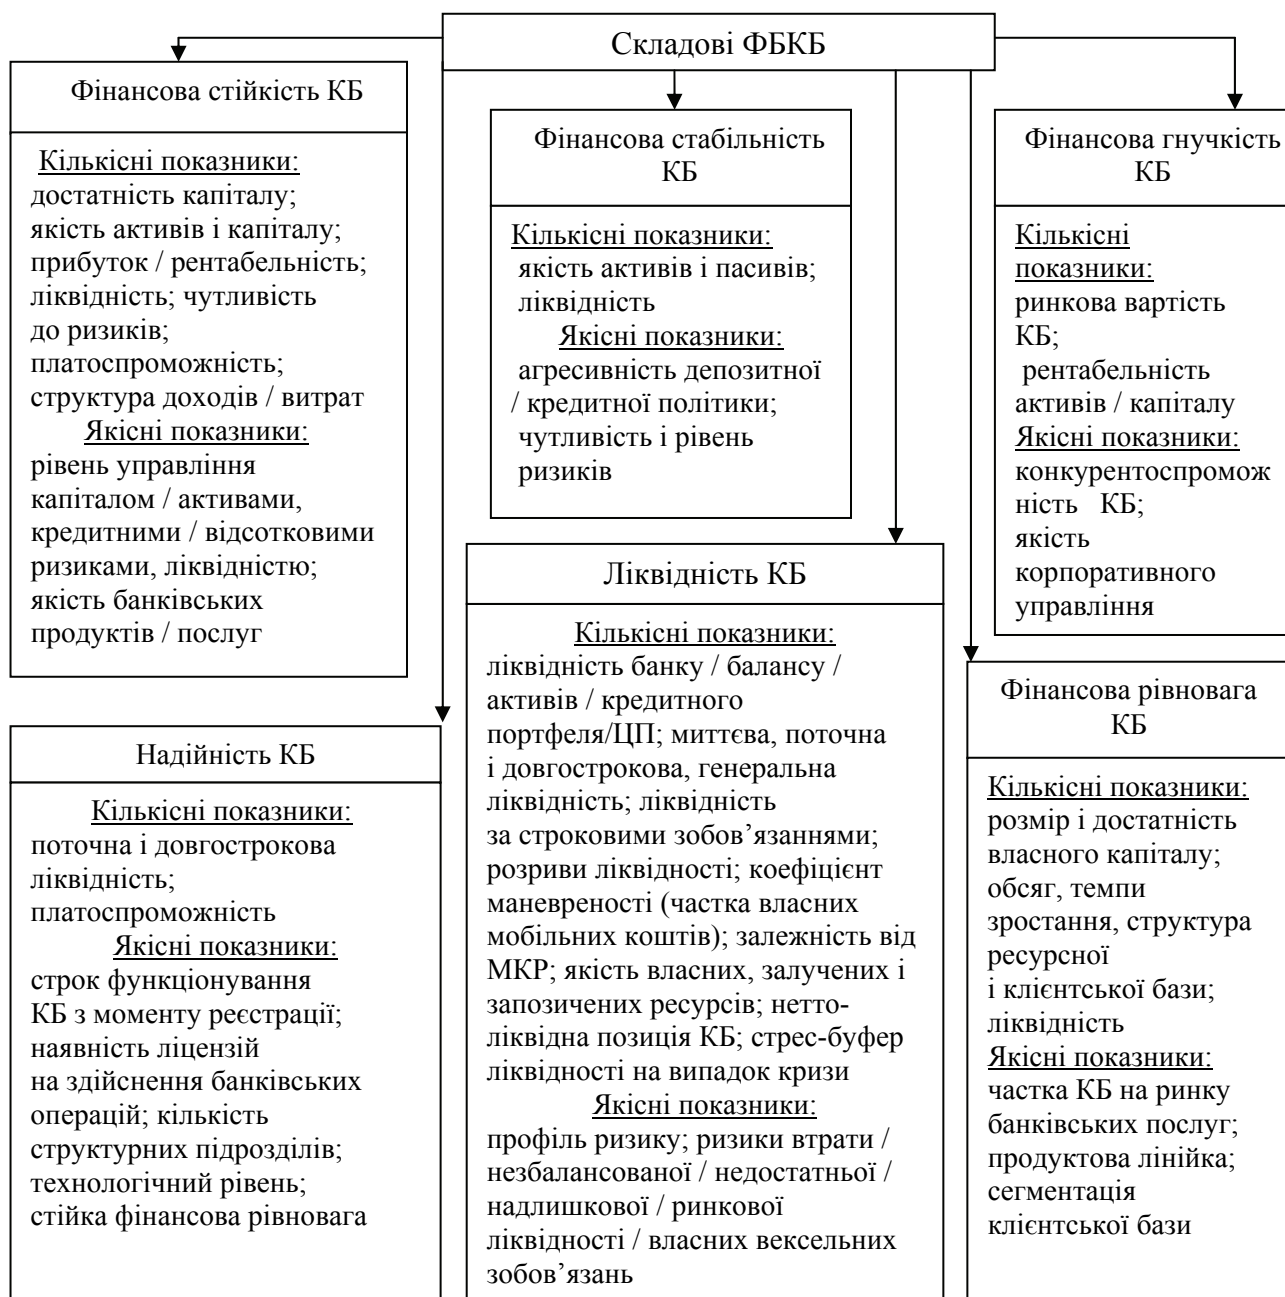 Складові ФБКБ
Фінансова стійкість КБ
Кількісні показники:
достатність капіталу;
якість активів і капіталу;
прибуток / рентабельність;
ліквідність; чутливість
до ризиків;
платоспроможність;
структура доходів / витрат
Якісні показники:
рівень управління
капіталом / активами,
кредитними / відсотковими
ризиками, ліквідністю;
якість банківських
продуктів / послуг
Фінансова стабільність
КБ
Кількісні показники:
якість активів і пасивів;
ліквідність
Якісні показники:
агресивність депозитної
/ кредитної політики;
чутливість і рівень
ризиків
Фінансова гнучкість
КБ
Кількісні
показники:
ринкова вартість
КБ;
рентабельність
активів / капіталу
Якісні показники:
конкурентоспромож
ність КБ;
якість
корпоративного
управління
Надійність КБ
Кількісні показники:
поточна і довгострокова
ліквідність;
платоспроможність
Якісні показники:
строк функціонування
КБ з моменту реєстрації;
наявність ліцензій
на здійснення банківських
операцій; кількість
структурних підрозділів;
технологічний рівень;
стійка фінансова рівновага
Ліквідність КБ
Кількісні показники:
ліквідність банку / балансу /
активів / кредитного
портфеля/ЦП; миттєва, поточна
і довгострокова, генеральна
ліквідність; ліквідність
за строковими зобов’язаннями;
розриви ліквідності; коефіцієнт
маневреності (частка власних
мобільних коштів); залежність від
МКР; якість власних, залучених і
запозичених ресурсів; нетто-
ліквідна позиція КБ; стрес-буфер
ліквідності на випадок кризи
Якісні показники:
профіль ризику; ризики втрати /
незбалансованої / недостатньої /
надлишкової / ринкової
ліквідності / власних вексельних
зобов’язань
Фінансова рівновага
КБ
Кількісні показники:
розмір і достатність
власного капіталу;
обсяг, темпи
зростання, структура
ресурсної
і клієнтської бази;
ліквідність
Якісні показники:
частка КБ на ринку
банківських послуг;
продуктова лінійка;
сегментація
клієнтської бази